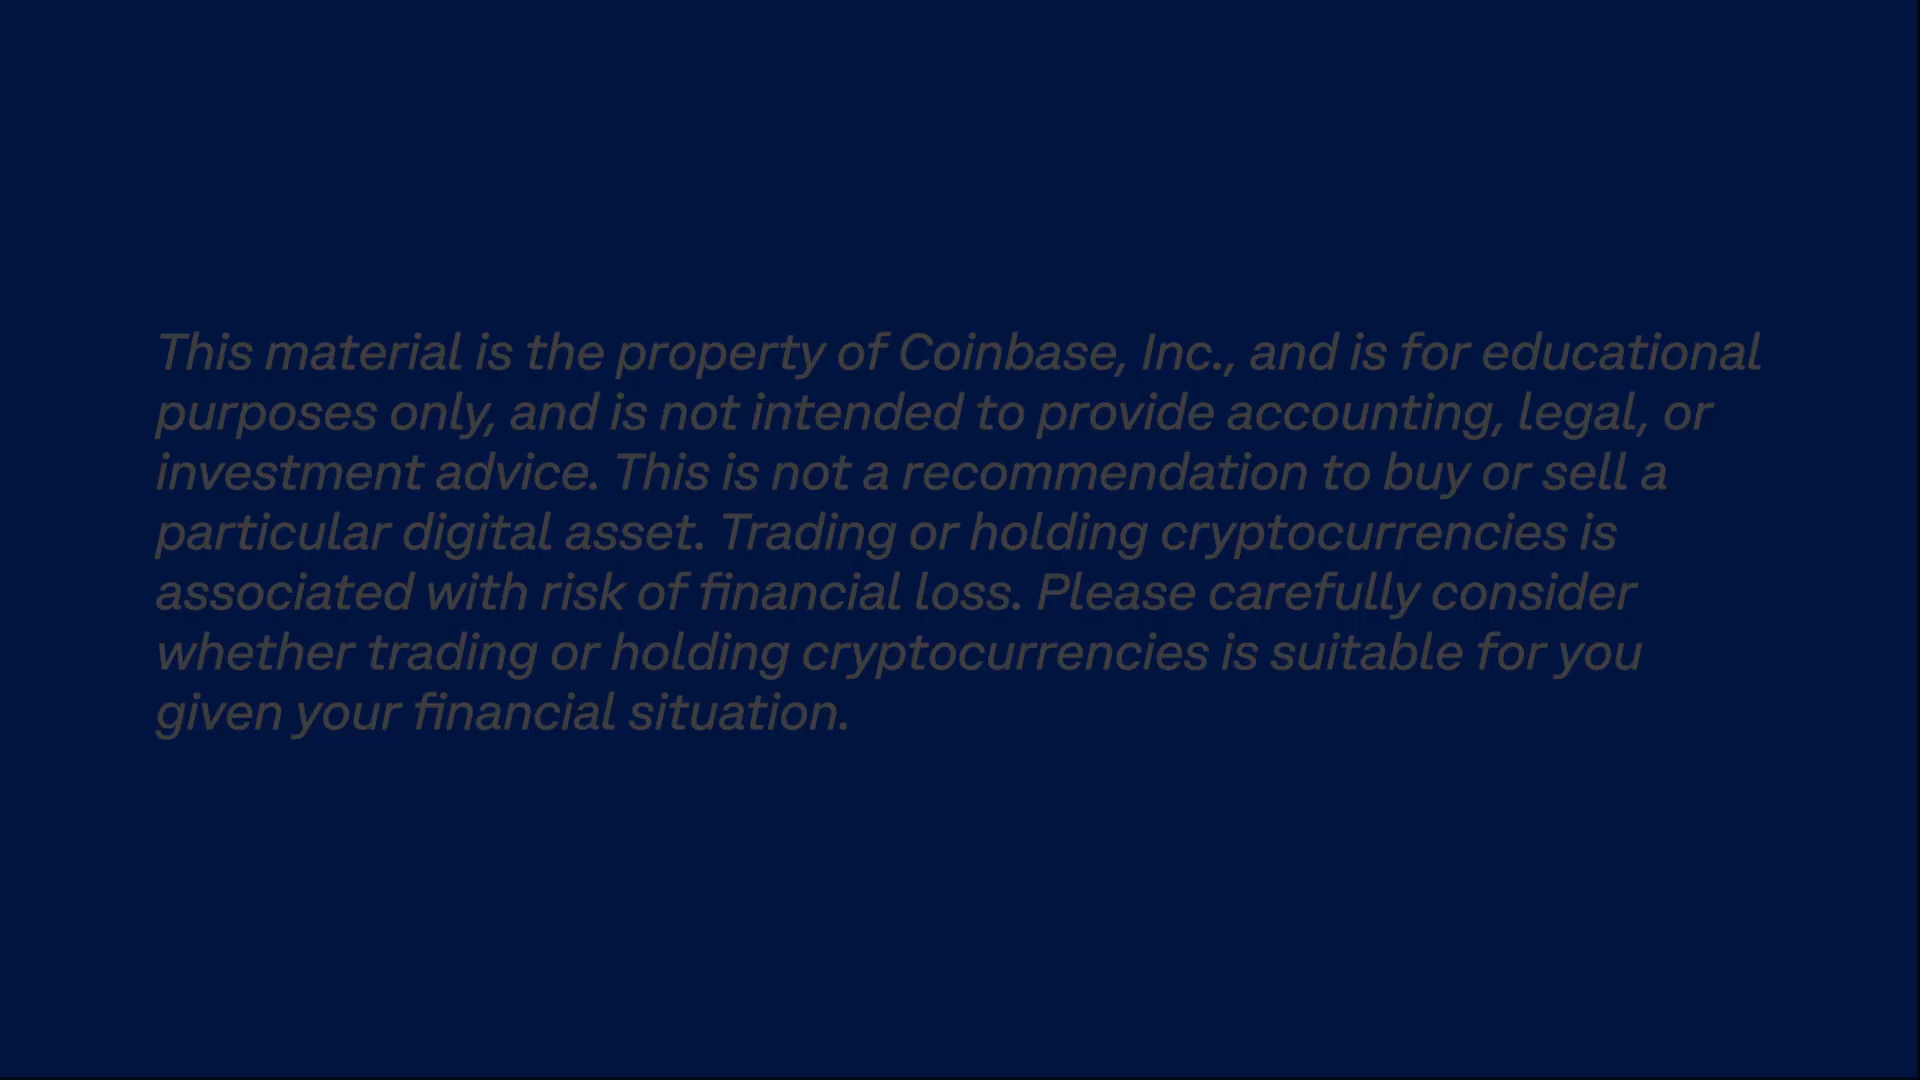 This material is the property of Coinbase, Inc., and is for educational
purposes only, and is not intended to provide accounting, legal, or
investment advice. This is not a recommendation to buy or sell a
particular digital asset. Trading or holding cryptocurrencies is
associated with risk of financial loss. Please carefully consider
whether trading or holding cryptocurrencies is suitable for you
given your financial situation.